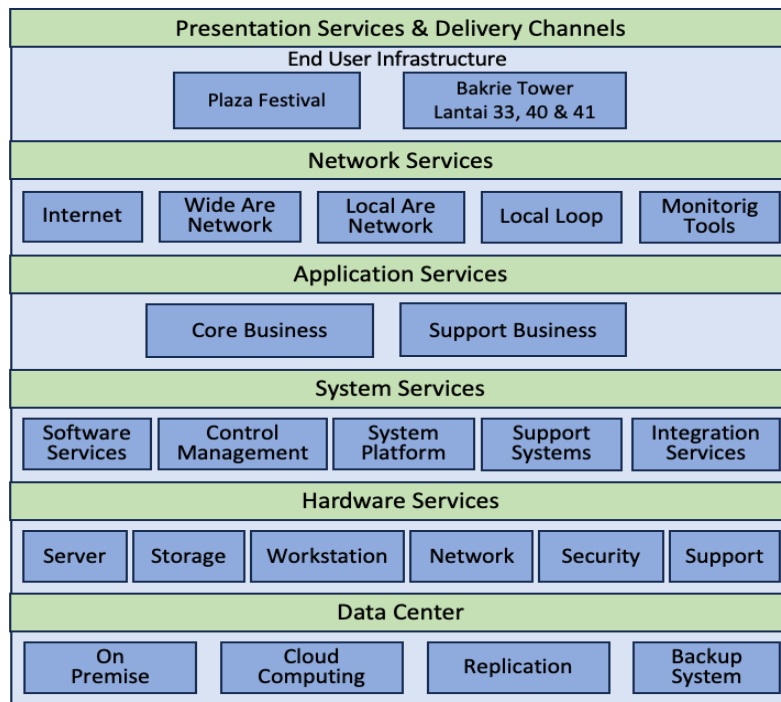 Presentation Services & Delivery Channels
End User Infrastructure
Plaza Festival
Bakrie Tower
Lantai 33, 40 & 41
Network Services
Internet
Wide Are
Network
Local Are
Network
Local Loop
Monitorig
Tools
Application Services
Core Business
Support Business
System Services
Software
Services
Control
Management
System
Platform
Support
Systems
Integration
Services
Hardware Services
Server
Storage
Workstation
Network
Security
Support
Data Center
On
Premise
Cloud
Computing
Replication
Backup
System